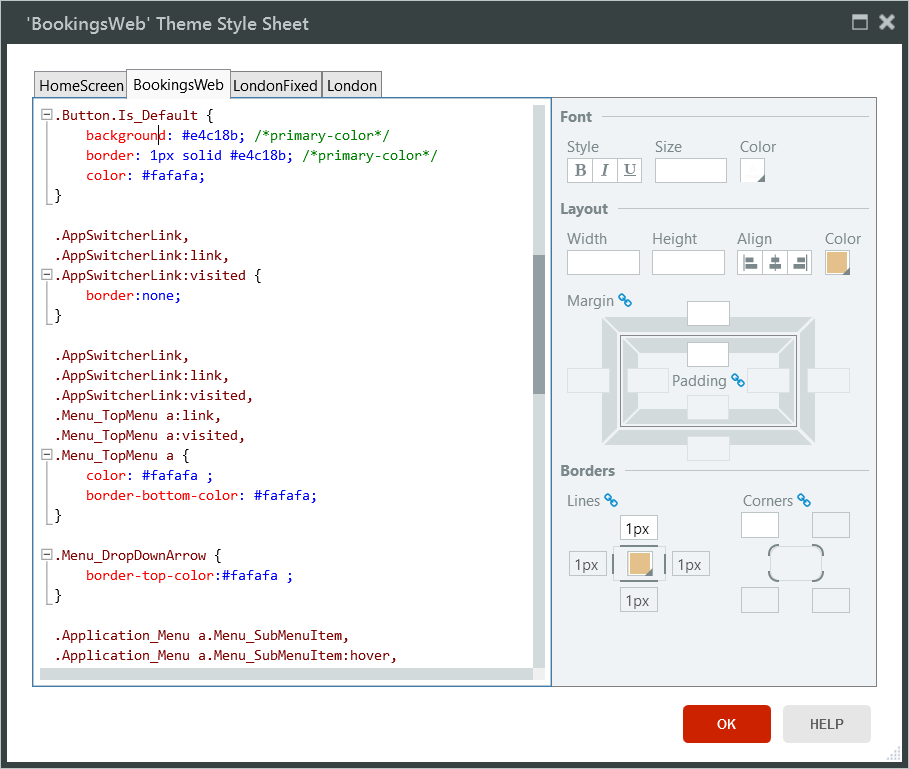 'BookingsWeb' Theme Style Sheet
HomeScreen BookingsWeb LondonFixed London
.Button.Is_Default {
background: #e4c18b; /*primary-color*/
border: 1px solid #e4c18b; /*primary-color*/
color: #fafafa;
}
.AppSwitcherLink,
.AppSwitcherLink:link,
.AppSwitcherLink:visited {
border:none;
}
.AppSwitcherLink,
.AppSwitcherLink:link,
.AppSwitcherLink:visited,
.Menu_TopMenu a:link,
.Menu_TopMenu a:visited,
.Menu_TopMenu a {
color: #fafafa ;
border-bottom-color: #fafafa;
}
.Menu_DropDownArrow {
border-top-color:#fafafa ;
}
.Application_Menu a.Menu_SubMenuItem,
.Application_Menu a.Menu_SubMenuItem:hover,
Font
Style Size Color
B I U
Layout
Width Height Align Color
Margin
Padding
Borders
Lines Corners
1px
1px 1px
1px
OK HELP